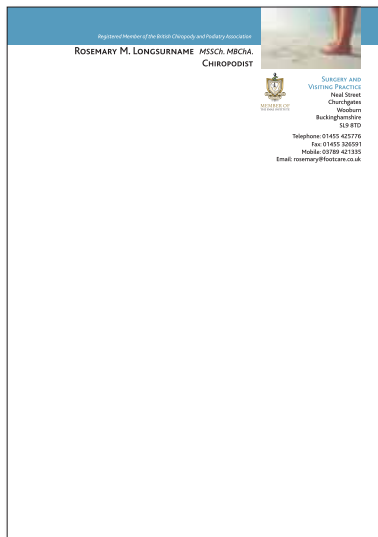 Registered Member of the British Chiropody and Podiatry Association
Rosemary M. Longsurname MSSCh. MBChA.
Chiropodist
MEMBER OF
Surgery and
Visiting Practice
Neal Street
Churchgates
Wooburn
Buckinghamshire
SL9 8TD
Telephone: 01455 425776
Fax: 01455 326591
Mobile: 03789 421335
Email: rosemary@footcare.co.uk